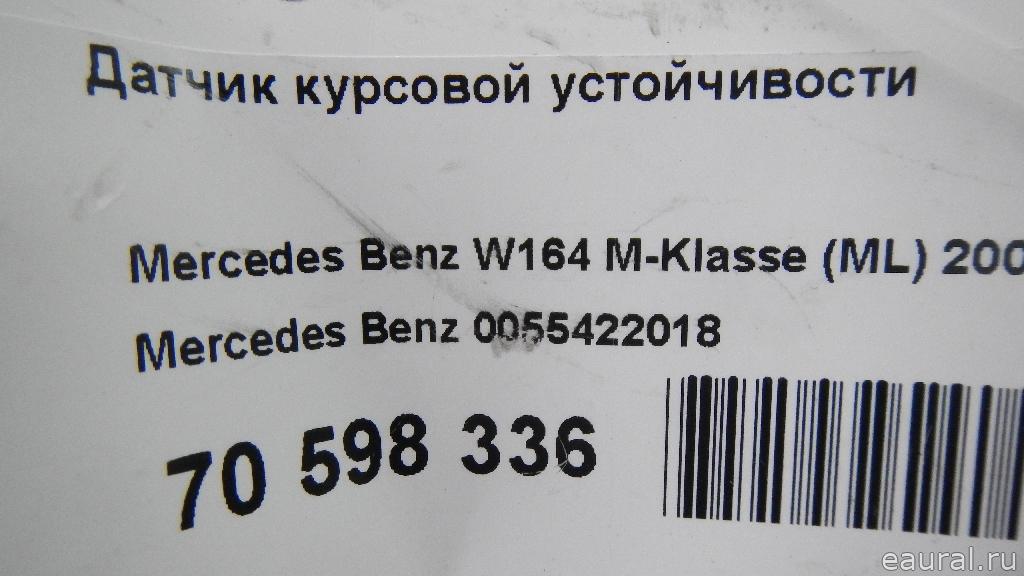 Датчик курсовой устойчивости
Mercedes Benz W164 M-Klasse (ML) 200
Mercedes Benz 0055422018
70 598 336
eaural.ru